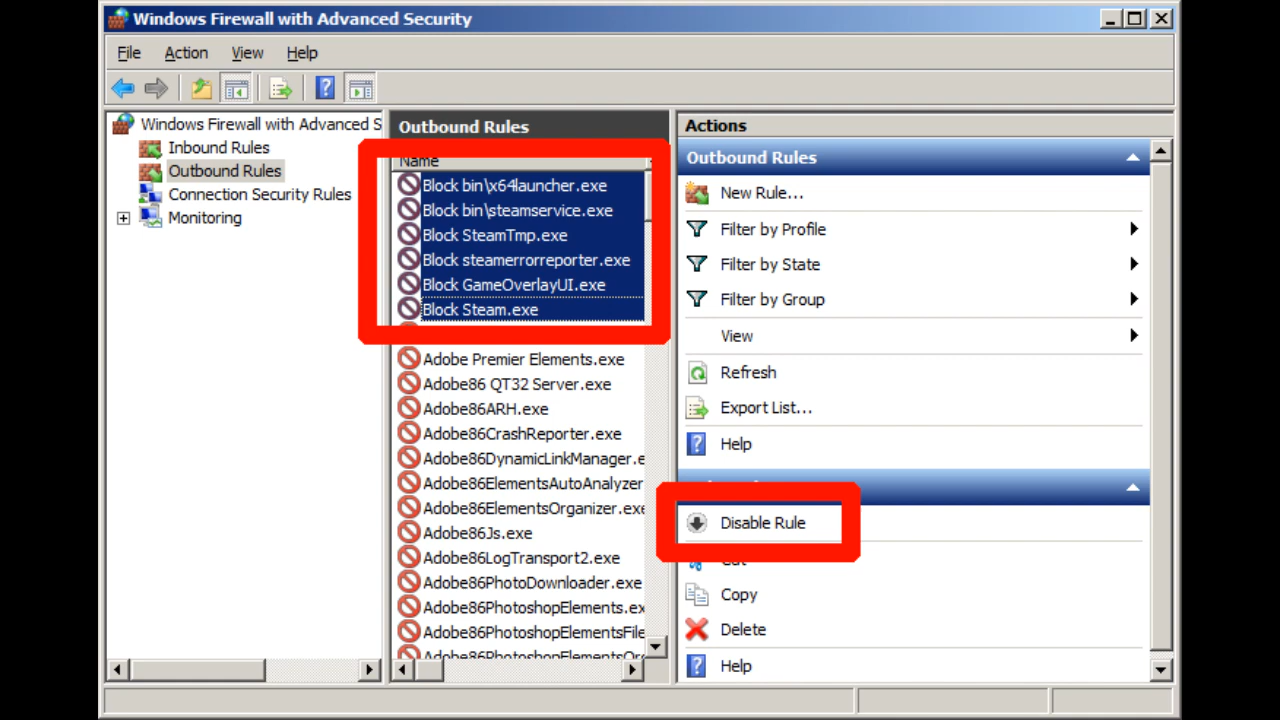 Windows Firewall with Advanced Security
File Action View Help
Windows Firewall with Advanced S
Inbound Rules
Outbound Rules
Connection Security Rules
Monitoring
Outbound Rules
Name
Block bin\x64launcher.exe
Block bin\steamservice.exe
Block SteamTmp.exe
Block steamerrorreporter.exe
Block GameOverlayUI.exe
Block Steam.exe
Adobe Premier Elements.exe
Adobe86 QT32 Server.exe
Adobe86ARH.exe
Adobe86CrashReporter.exe
Adobe86DynamicLinkManager.e
Adobe86ElementsAutoAnalyzer
Adobe86ElementsOrganizer.exe
Adobe86Js.exe
Adobe86LogTransport2.exe
Adobe86PhotoDownloader.exe
Adobe86PhotoshopElements.ex
Adobe86PhotoshopElementsFile
Adobe86PhotoshopElementsOrg
Actions
Outbound Rules
New Rule...
Filter by Profile
Filter by State
Filter by Group
View
Refresh
Export List...
Help
Disable Rule
Cut
Copy
Delete
Help